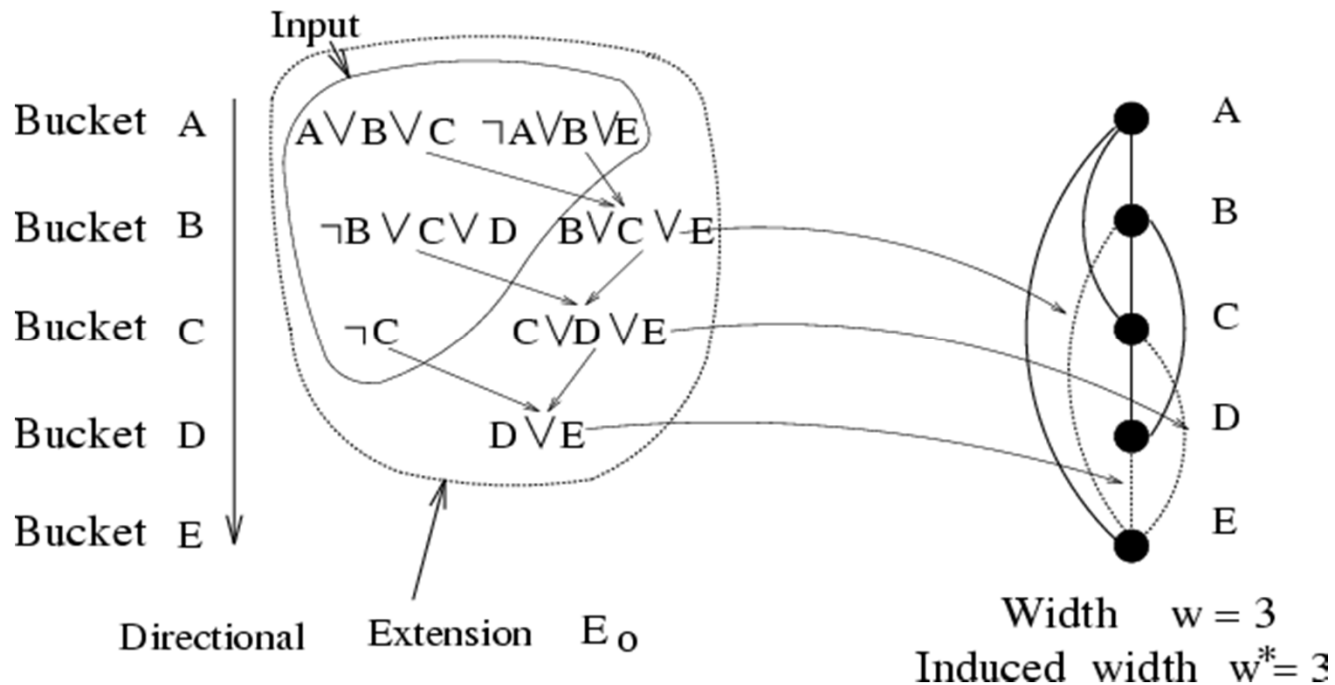 Input
Bucket A A∨B∨C ¬A∨B∨E A
Bucket B ¬B∨C∨D B∨C∨E B
Bucket C ¬C C∨D∨E C
Bucket D D∨E D
Bucket E E
Directional Extension E₀
Width w = 3
Induced width w* = 3